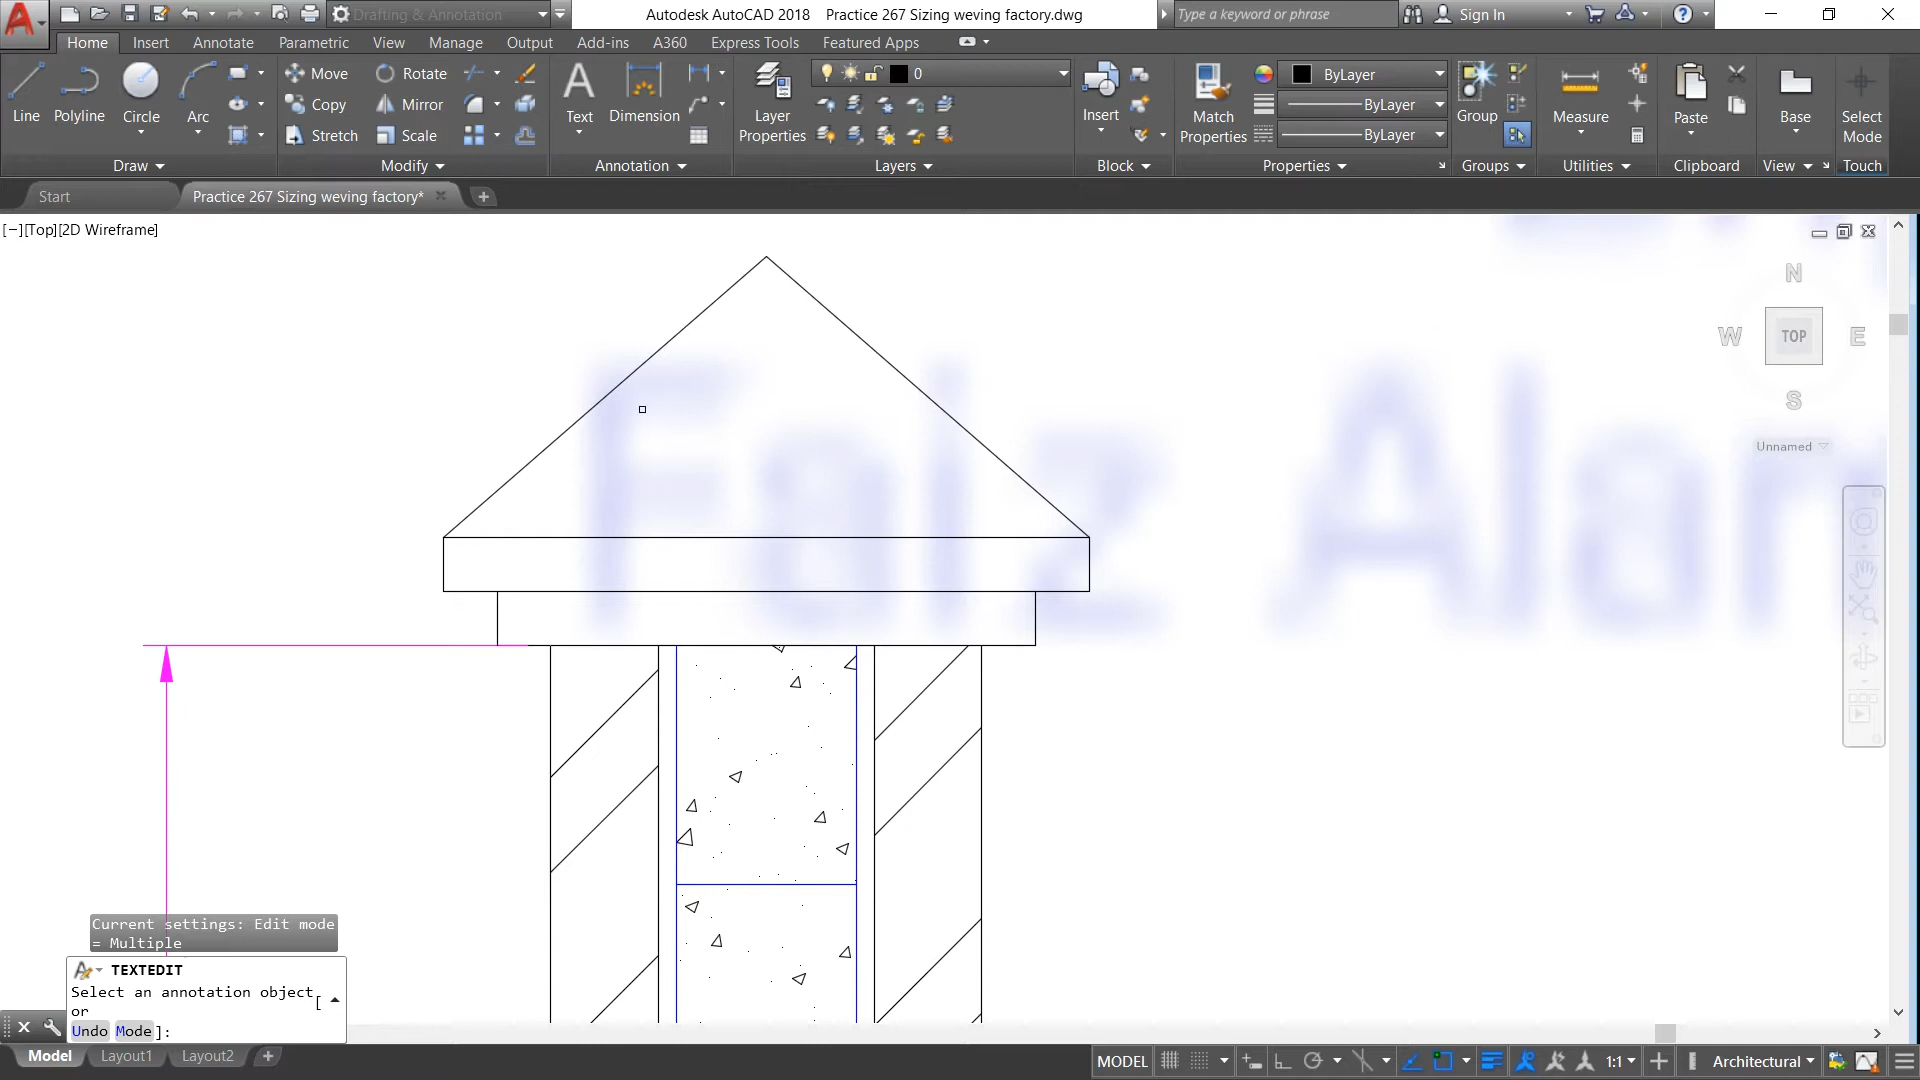 Drafting & Annotation
Autodesk AutoCAD 2018 Practice 267 Sizing weving factory.dwg
Type a keyword or phrase
Sign In
Home Insert Annotate Parametric View Manage Output Add-ins A360 Express Tools Featured Apps
Line Polyline Circle Arc
Move Rotate
Copy Mirror
Stretch Scale
Text Dimension
Layer Properties
0
Insert
Match Properties
ByLayer
ByLayer
ByLayer
Group
Measure
Paste
Base
Select Mode
Draw Modify Annotation Layers Block Properties Groups Utilities Clipboard View Touch
Start Practice 267 Sizing weving factory*
[−][Top][2D Wireframe]
N
W TOP E
S
Unnamed
Faiz Alam
Current settings: Edit mode
= Multiple
TEXTEDIT
Select an annotation object
or [
Undo Mode]:
Model Layout1 Layout2
MODEL 1:1 Architectural